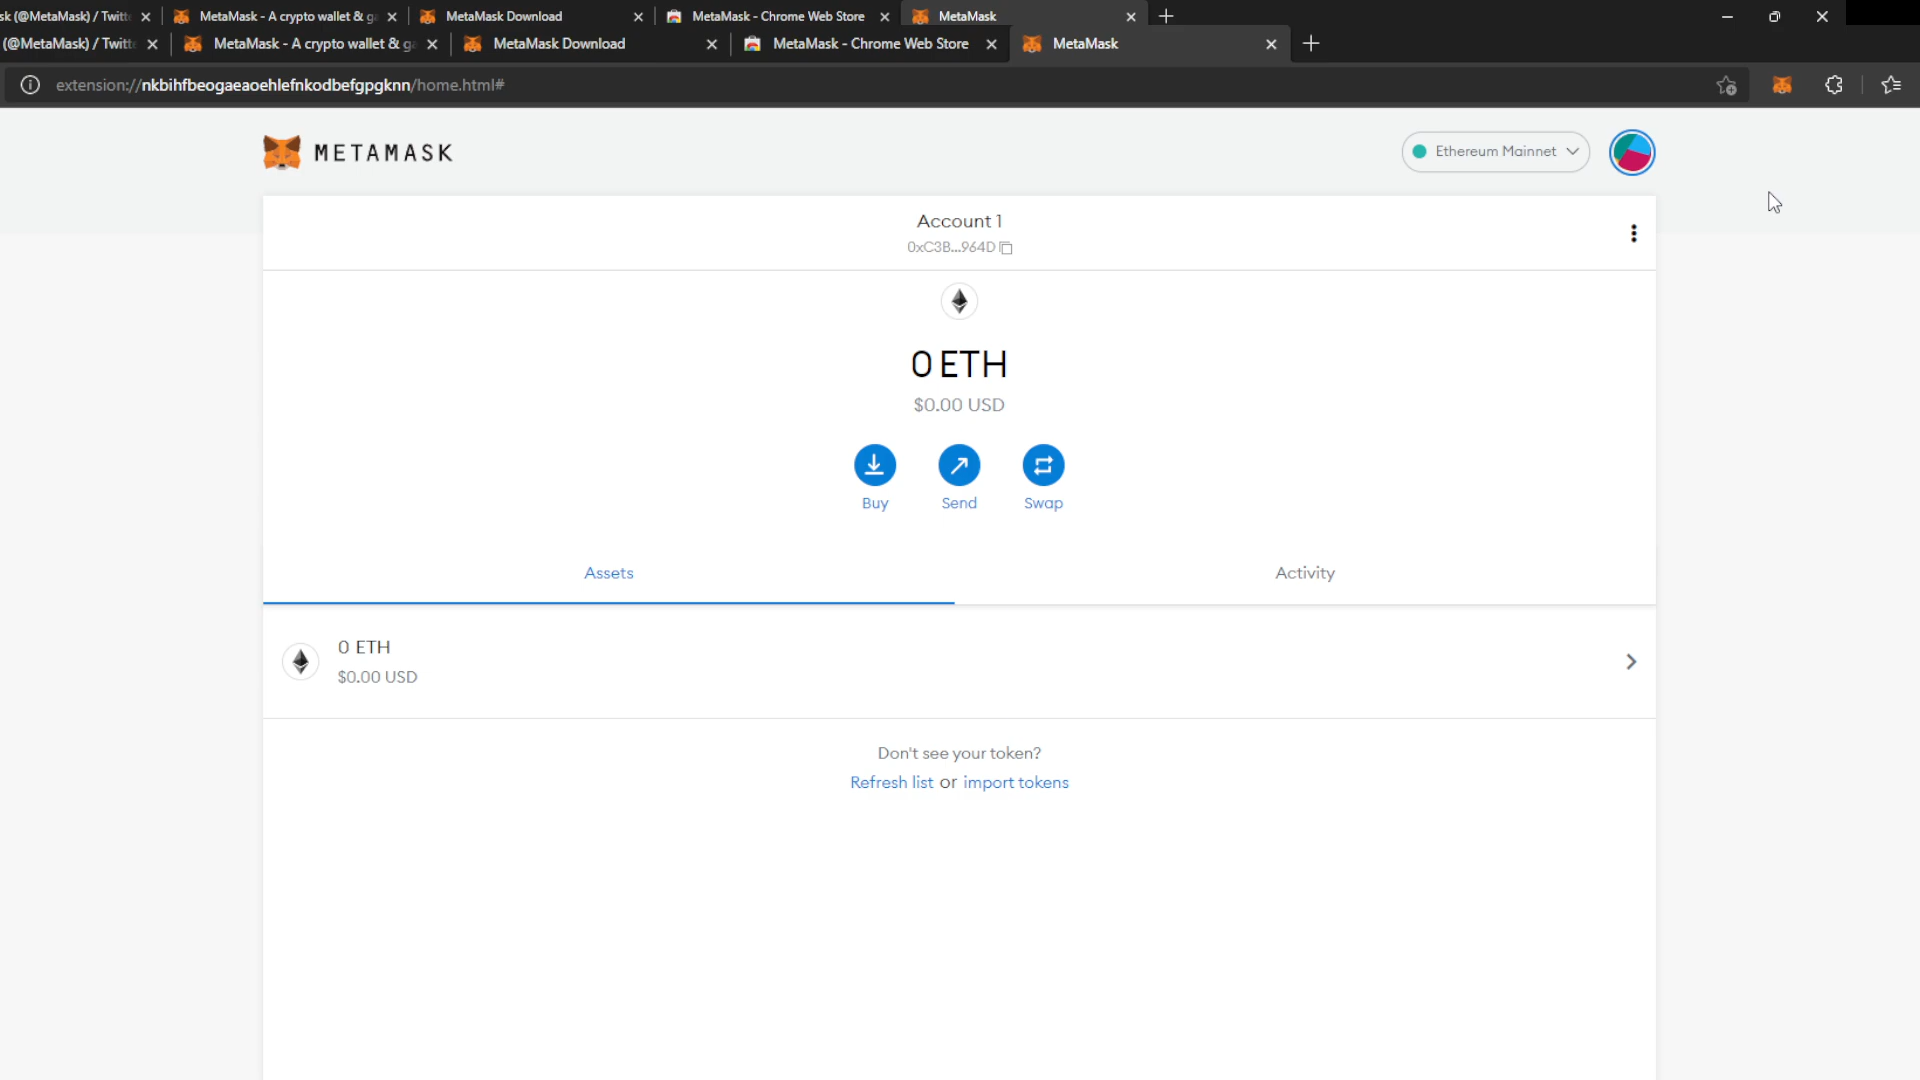 sk (@MetaMask) / Twitt
MetaMask - A crypto wallet & ga
MetaMask Download
MetaMask - Chrome Web Store
MetaMask
(@MetaMask) / Twitt
MetaMask - A crypto wallet & ga
MetaMask Download
MetaMask - Chrome Web Store
MetaMask
extension://nkbihfbeogaeaoehlefnkodbefgpgknn/home.html#
METAMASK
Ethereum Mainnet
Account 1
0xC3B...964D
0 ETH
$0.00 USD
Buy
Send
Swap
Assets
Activity
0 ETH
$0.00 USD
Don't see your token?
Refresh list or import tokens